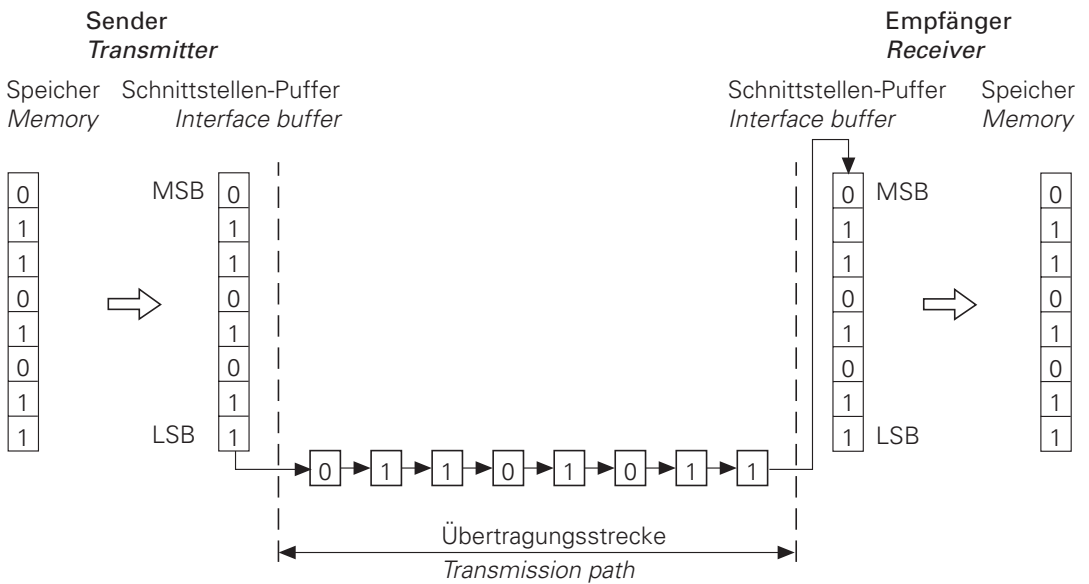 Sender
Transmitter
Empfänger
Receiver
Speicher
Memory
Schnittstellen-Puffer
Interface buffer
Schnittstellen-Puffer
Interface buffer
Speicher
Memory
0
1
1
0
1
0
1
1
MSB
0
1
1
0
1
0
1
LSB
1
0 1 1 0 1 0 1 1
0
MSB
1
1
0
1
0
1
1
LSB
0
1
1
0
1
0
1
1
Übertragungsstrecke
Transmission path